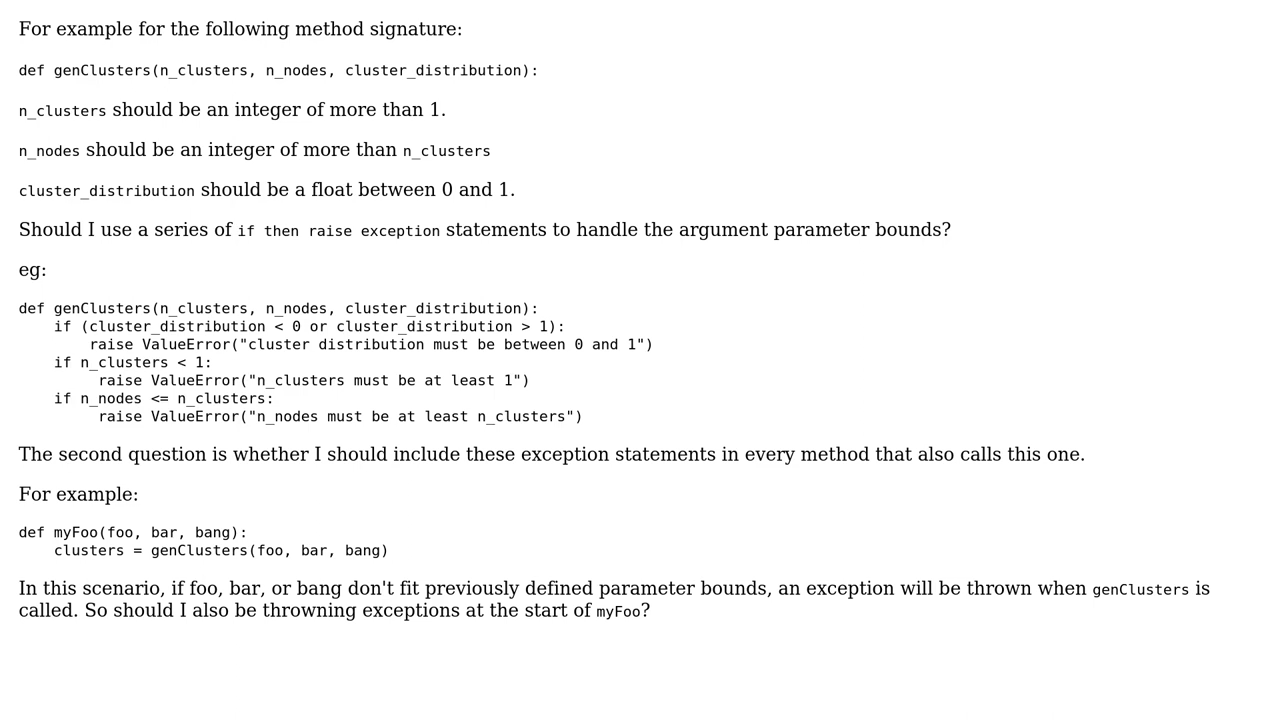 For example for the following method signature:
def genClusters(n_clusters, n_nodes, cluster_distribution):
n_clusters should be an integer of more than 1.
n_nodes should be an integer of more than n_clusters
cluster_distribution should be a float between 0 and 1.
Should I use a series of if then raise exception statements to handle the argument parameter bounds?
eg:
def genClusters(n_clusters, n_nodes, cluster_distribution):
    if (cluster_distribution < 0 or cluster_distribution > 1):
        raise ValueError("cluster distribution must be between 0 and 1")
    if n_clusters < 1:
         raise ValueError("n_clusters must be at least 1")
    if n_nodes <= n_clusters:
         raise ValueError("n_nodes must be at least n_clusters")
The second question is whether I should include these exception statements in every method that also calls this one.
For example:
def myFoo(foo, bar, bang):
    clusters = genClusters(foo, bar, bang)
In this scenario, if foo, bar, or bang don't fit previously defined parameter bounds, an exception will be thrown when genClusters is
called. So should I also be throwning exceptions at the start of myFoo?